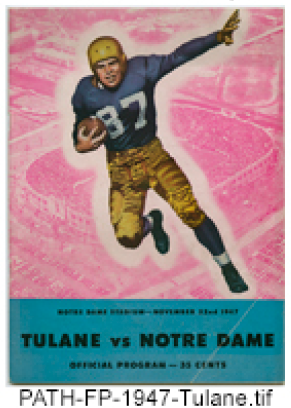 87
NOTRE DAME STADIUM—NOVEMBER 22nd 1947
TULANE vs NOTRE DAME
OFFICIAL PROGRAM — 35 CENTS
PATH-FP-1947-Tulane.tif